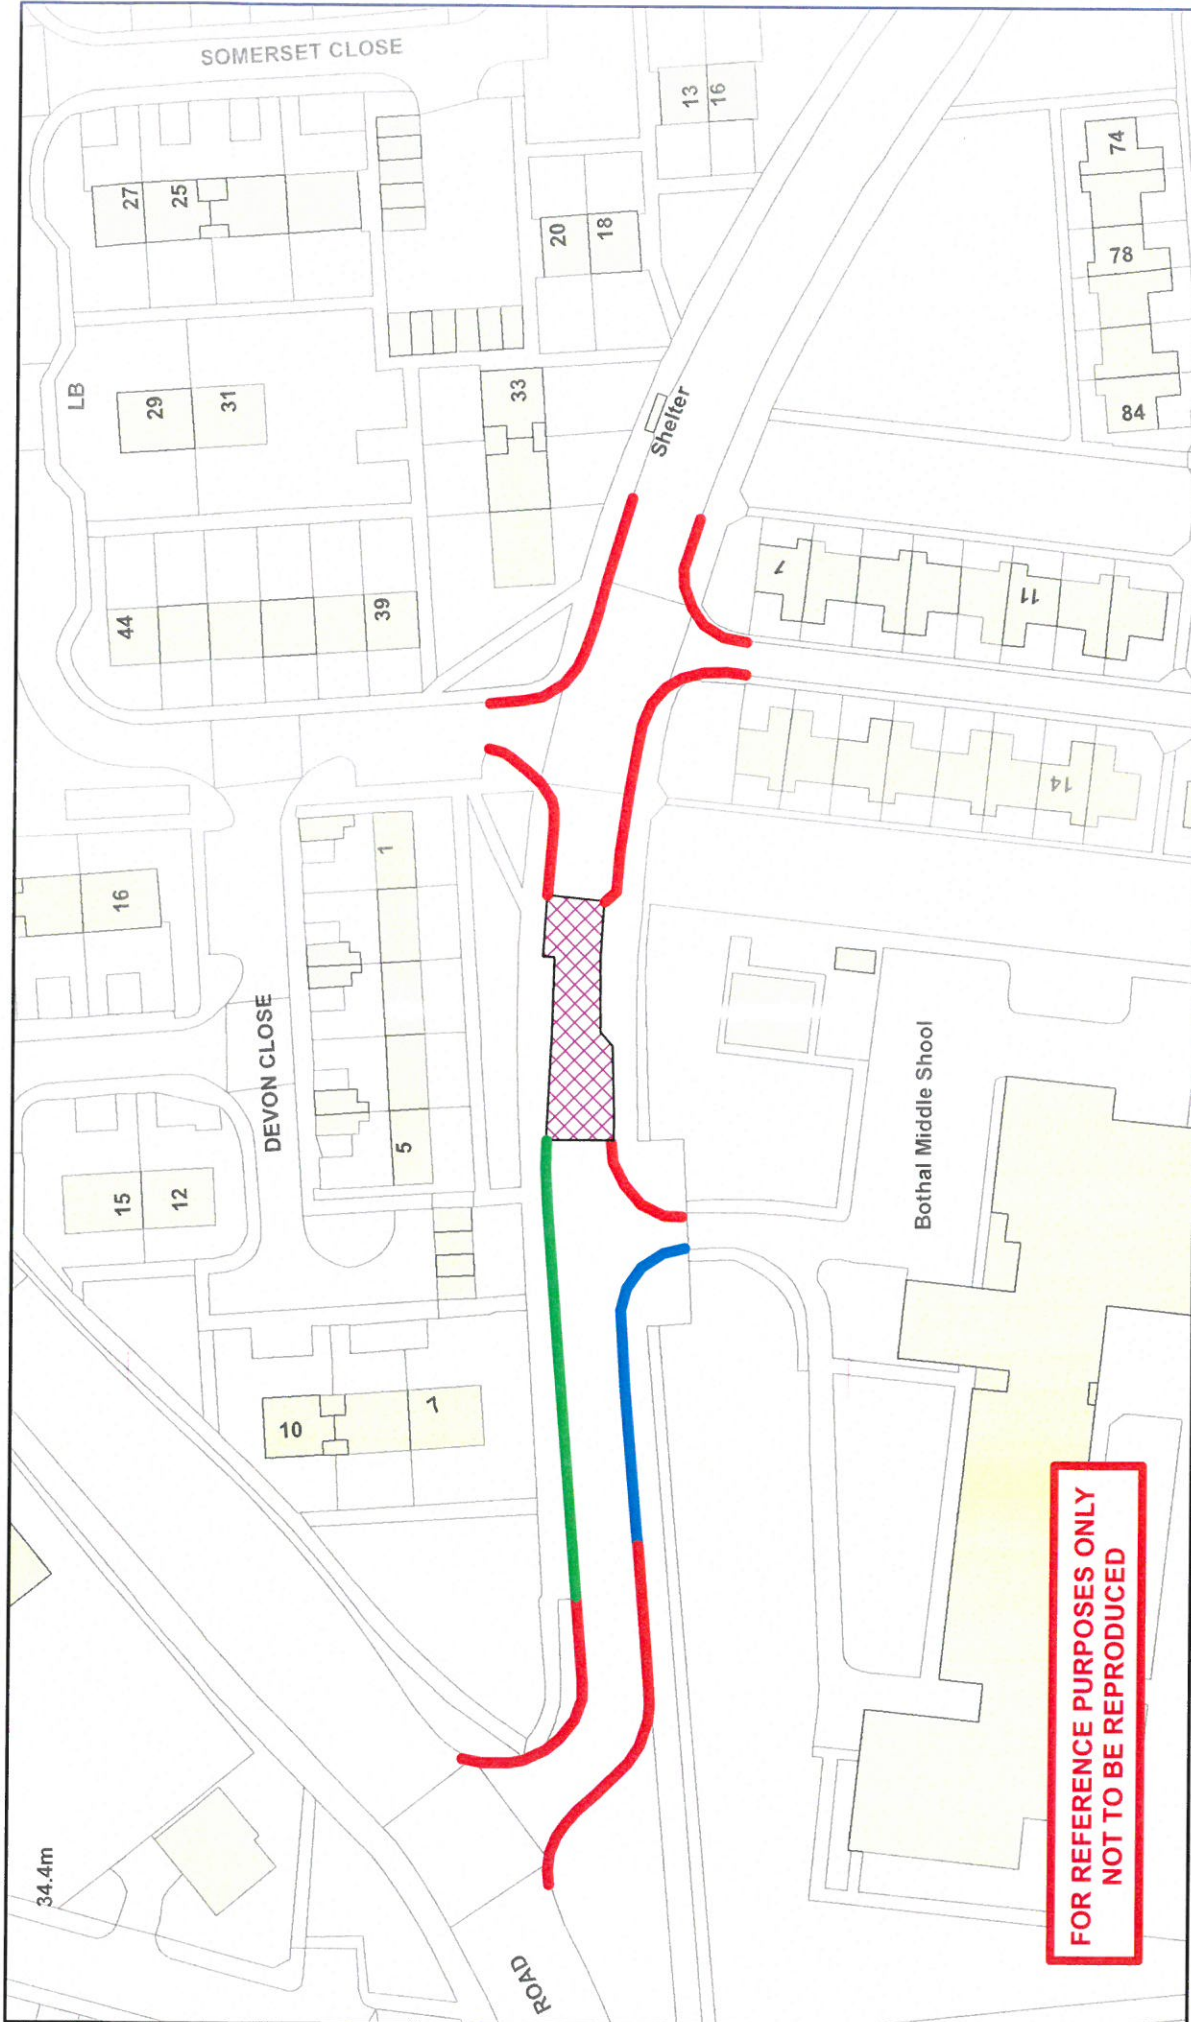 SOMERSET CLOSE
13
16
74
27
25
20
18
78
LB
29
31
33
Shelter
84
44
39
7
11
14
1
16
DEVON CLOSE
5
15
12
Bothal Middle Shool
10
7
34.4m
ROAD
FOR REFERENCE PURPOSES ONLY
NOT TO BE REPRODUCED